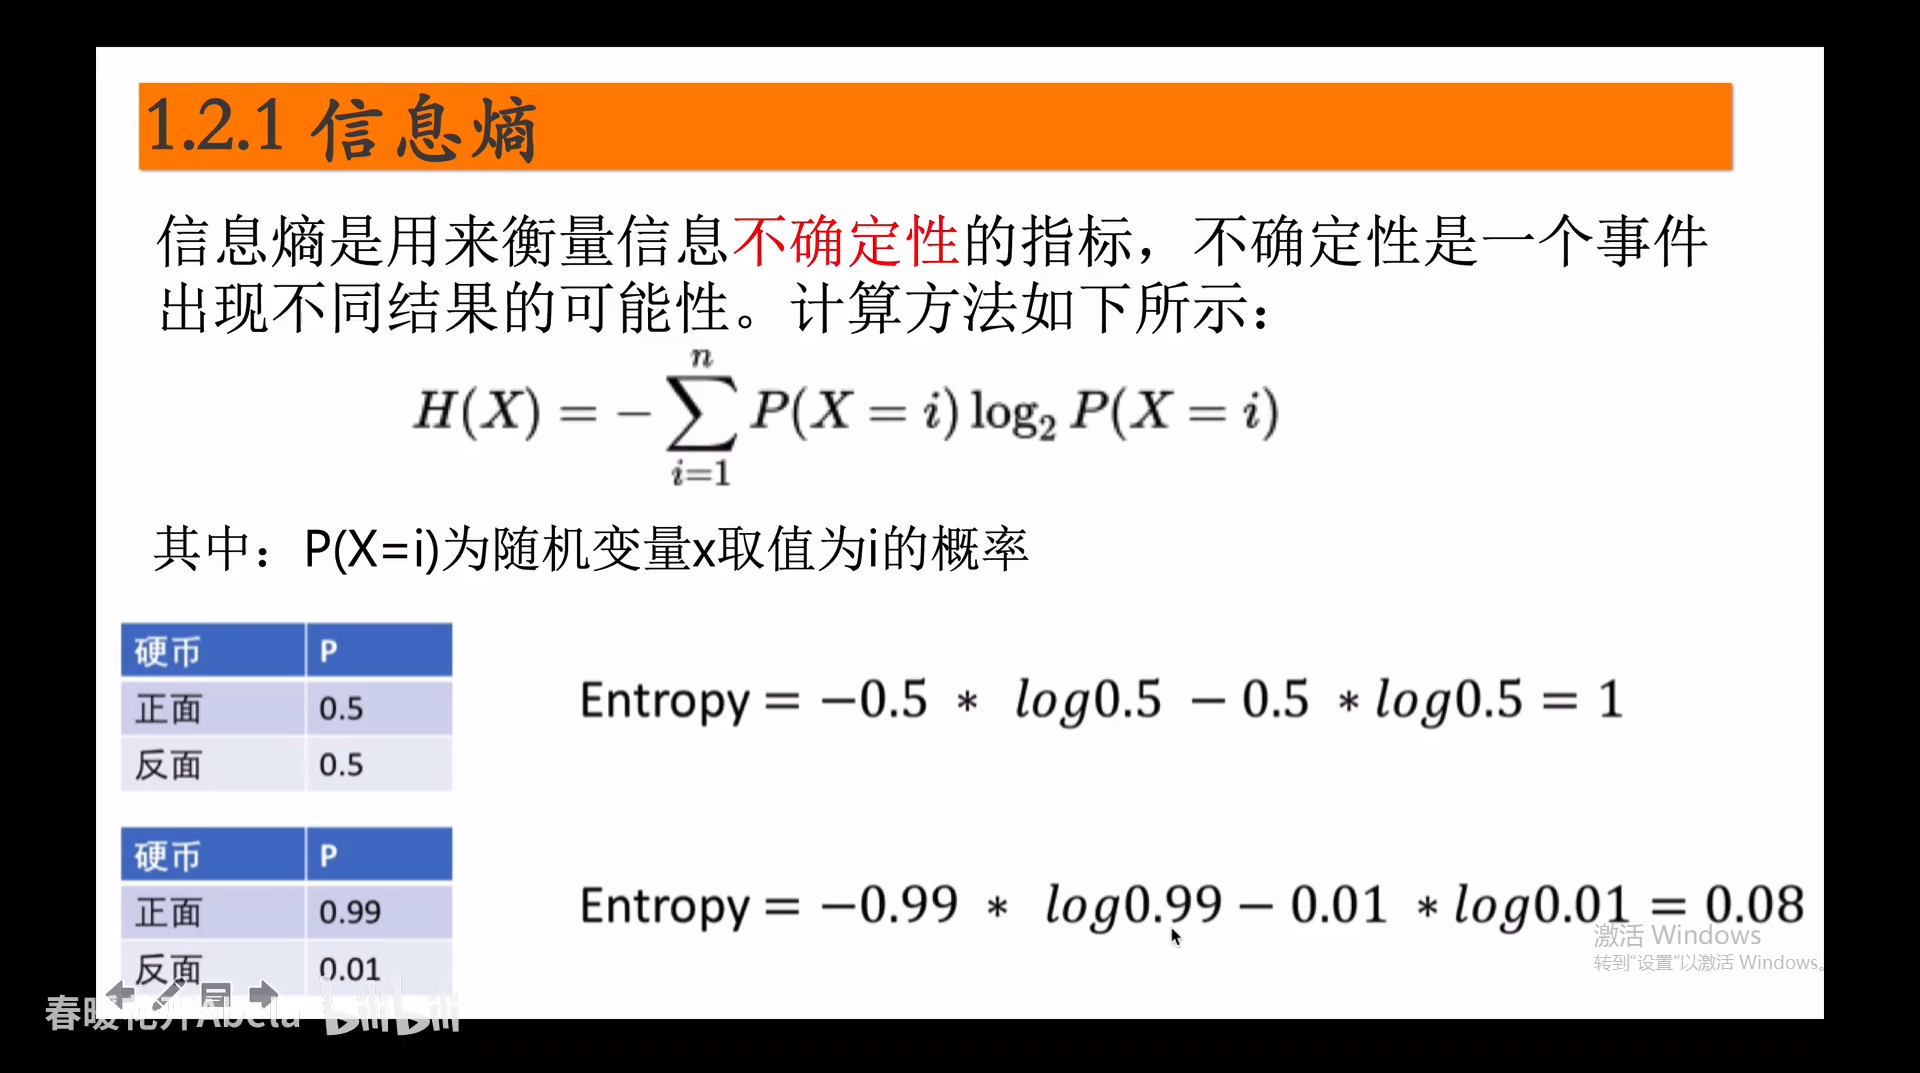 1.2.1 信息熵
信息熵是用来衡量信息不确定性的指标，不确定性是一个事件
出现不同结果的可能性。计算方法如下所示：
H(X) = − ∑_{i=1}^{n} P(X = i) log₂ P(X = i)
其中：P(X=i)为随机变量x取值为i的概率
硬币 P
正面 0.5
反面 0.5
Entropy = −0.5 * log0.5 − 0.5 * log0.5 = 1
硬币 P
正面 0.99
反面 0.01
Entropy = −0.99 * log0.99 − 0.01 * log0.01 = 0.08
激活 Windows
转到“设置”以激活 Windows。
春暖花开Abela bilibili